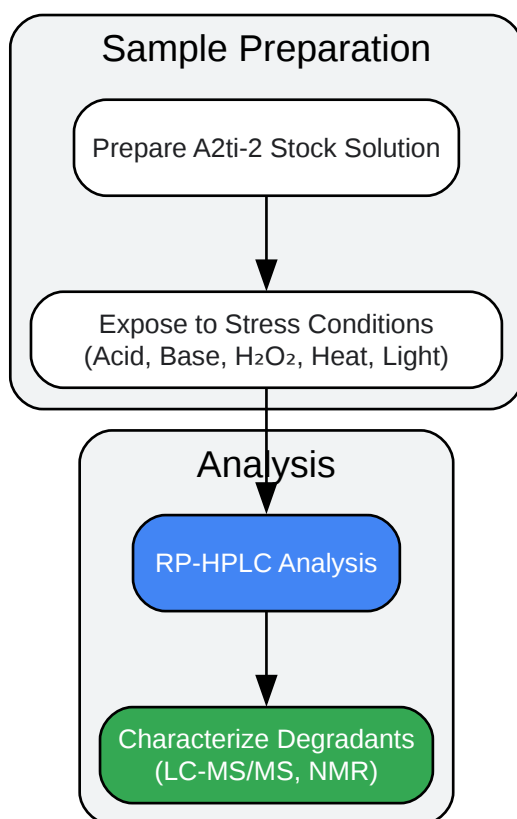 Sample Preparation
Prepare A2ti-2 Stock Solution
Expose to Stress Conditions
(Acid, Base, H₂O₂, Heat, Light)
Analysis
RP-HPLC Analysis
Characterize Degradants
(LC-MS/MS, NMR)